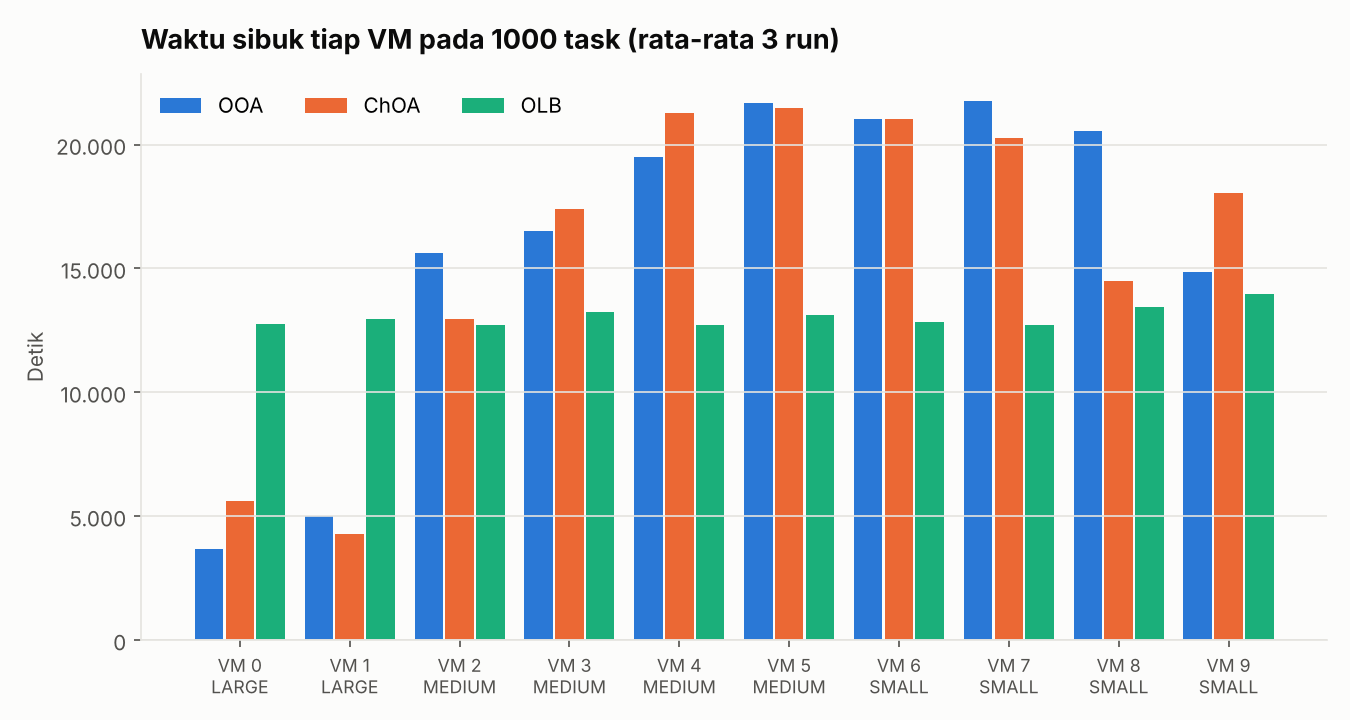 Waktu sibuk tiap VM pada 1000 task (rata-rata 3 run)
OOA ChOA OLB
Detik
20.000
15.000
10.000
5.000
0
VM 0 VM 1 VM 2 VM 3 VM 4 VM 5 VM 6 VM 7 VM 8 VM 9
LARGE LARGE MEDIUM MEDIUM MEDIUM MEDIUM SMALL SMALL SMALL SMALL